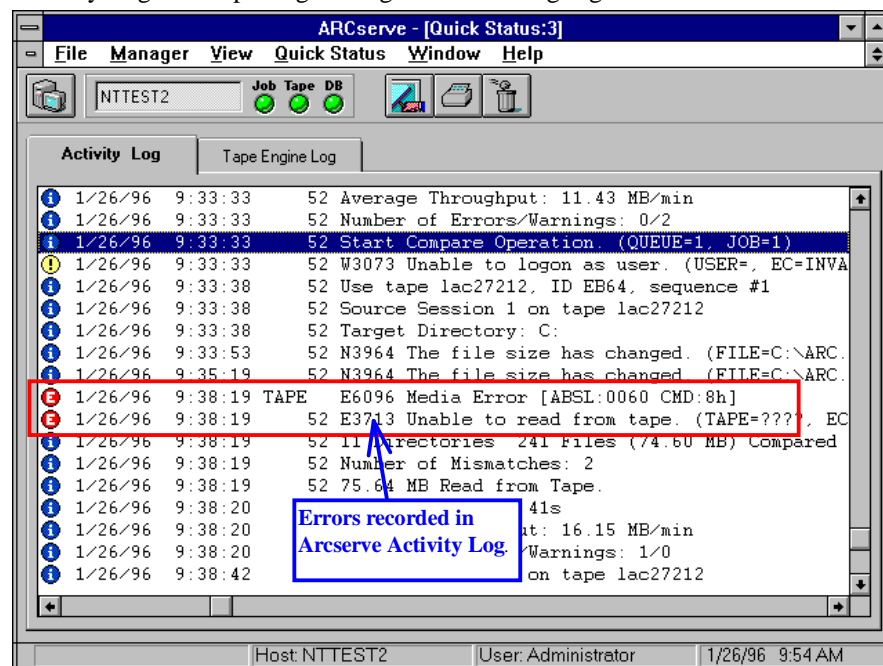 ARCserve - [Quick Status:3]
File Manager View Quick Status Window Help
NTTEST2
Job Tape DB
Activity Log
Tape Engine Log
1/26/96 9:33:33 52 Average Throughput: 11.43 MB/min
1/26/96 9:33:33 52 Number of Errors/Warnings: 0/2
1/26/96 9:33:33 52 Start Compare Operation. (QUEUE=1, JOB=1)
1/26/96 9:33:33 52 W3073 Unable to logon as user. (USER=, EC=INVA
1/26/96 9:33:38 52 Use tape lac27212, ID EB64, sequence #1
1/26/96 9:33:38 52 Source Session 1 on tape lac27212
1/26/96 9:33:38 52 Target Directory: C:
1/26/96 9:33:53 52 N3964 The file size has changed. (FILE=C:\ARC.
1/26/96 9:35:19 52 N3964 The file size has changed. (FILE=C:\ARC.
1/26/96 9:38:19 TAPE E6096 Media Error [ABSL:0060 CMD:8h]
1/26/96 9:38:19 52 E3713 Unable to read from tape. (TAPE=????, EC
1/26/96 9:38:19 52 11 Directories 241 Files (74.60 MB) Compared
1/26/96 9:38:19 52 Number of Mismatches: 2
1/26/96 9:38:19 52 75.64 MB Read from Tape.
1/26/96 9:38:20 41s
1/26/96 9:38:20 16.15 MB/min
1/26/96 9:38:20 Warnings: 1/0
1/26/96 9:38:42 on tape lac27212
Errors recorded in
Arcserve Activity Log.
Host: NTTEST2 User: Administrator 1/26/96 9:54 AM